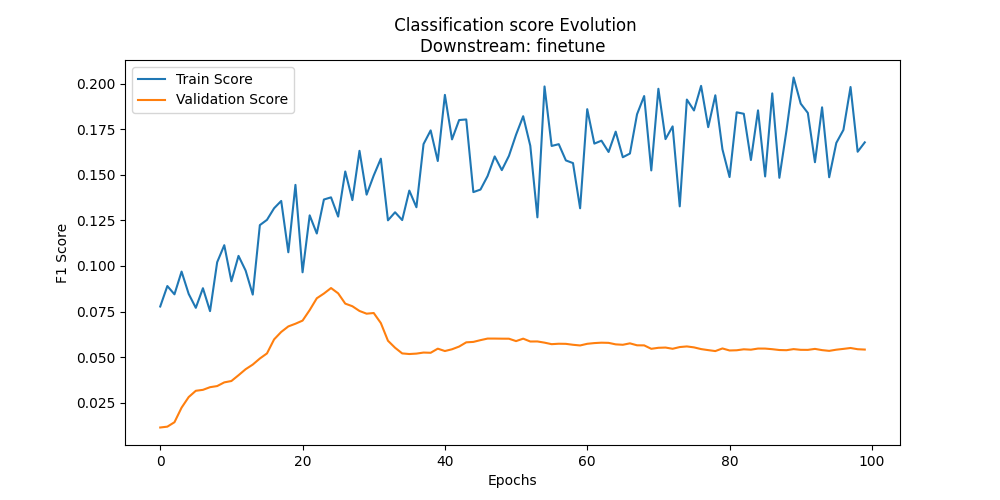 Classification score Evolution
Downstream: finetune
Train Score
Validation Score
F1 Score
0.200
0.175
0.150
0.125
0.100
0.075
0.050
0.025
0 20 40 60 80 100
Epochs